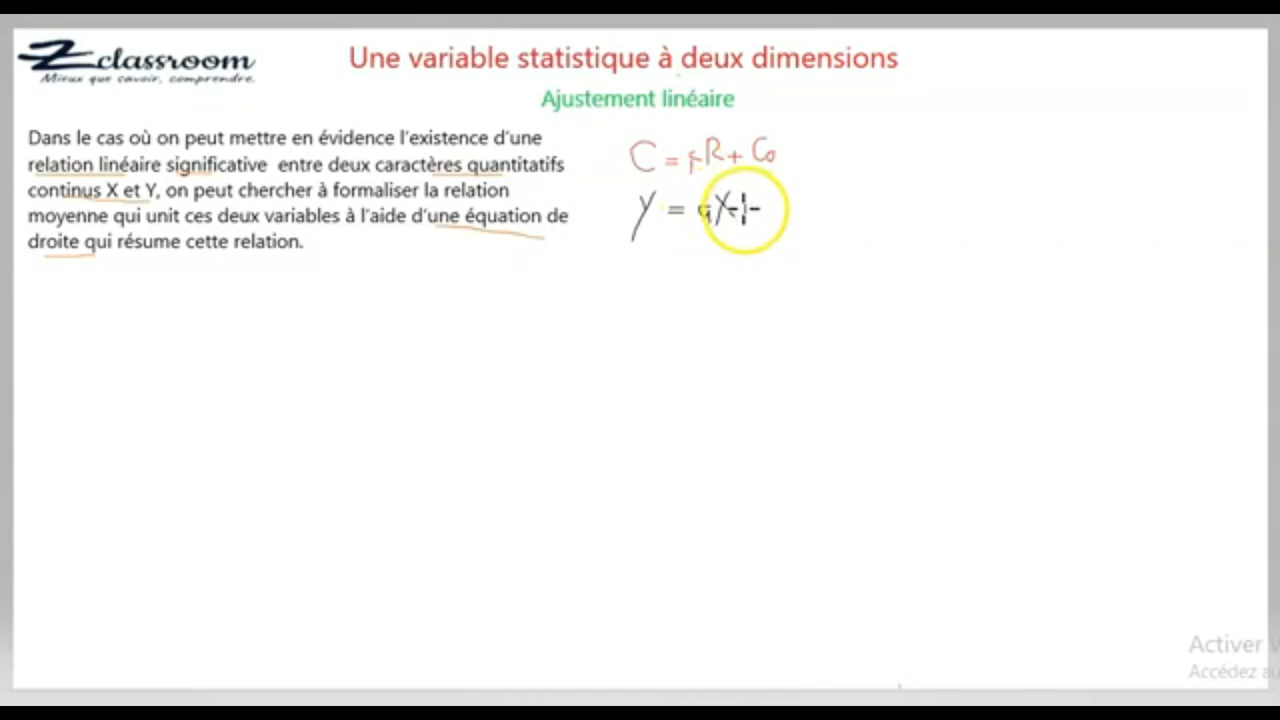 Zclassroom
Mieux que savoir, comprendre.
Une variable statistique à deux dimensions
Ajustement linéaire
Dans le cas où on peut mettre en évidence l'existence d'une
relation linéaire significative entre deux caractères quantitatifs
continus X et Y, on peut chercher à formaliser la relation
moyenne qui unit ces deux variables à l'aide d'une équation de
droite qui résume cette relation.
C = R + C₀
Y = aX +
Activer
Accédez au